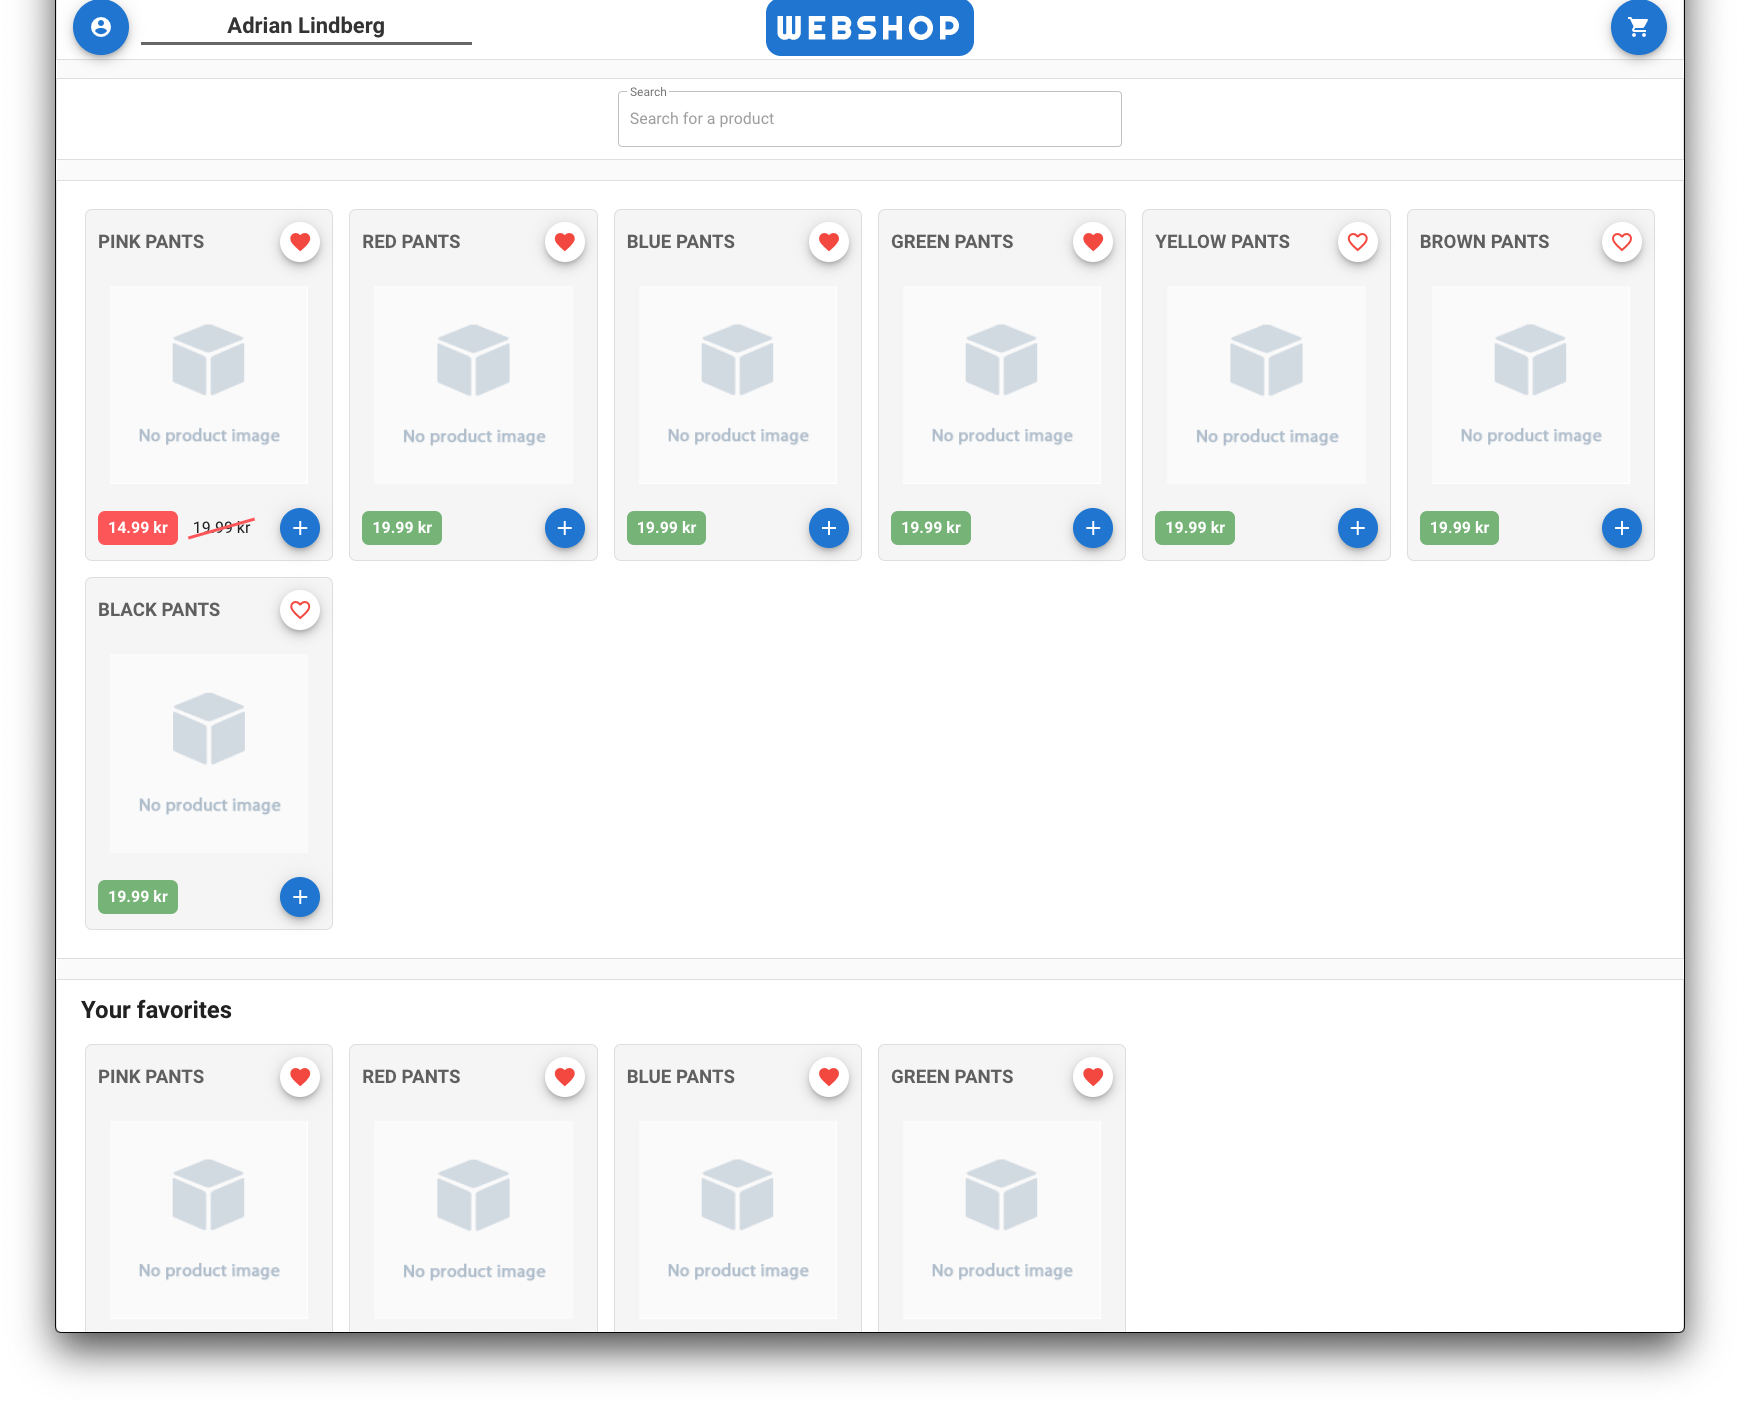 Adrian Lindberg
WEBSHOP
Search
Search for a product
PINK PANTS
RED PANTS
BLUE PANTS
GREEN PANTS
YELLOW PANTS
BROWN PANTS
No product image
No product image
No product image
No product image
No product image
No product image
14.99 kr 19.99 kr
19.99 kr
19.99 kr
19.99 kr
19.99 kr
19.99 kr
BLACK PANTS
No product image
19.99 kr
Your favorites
PINK PANTS
RED PANTS
BLUE PANTS
GREEN PANTS
No product image
No product image
No product image
No product image